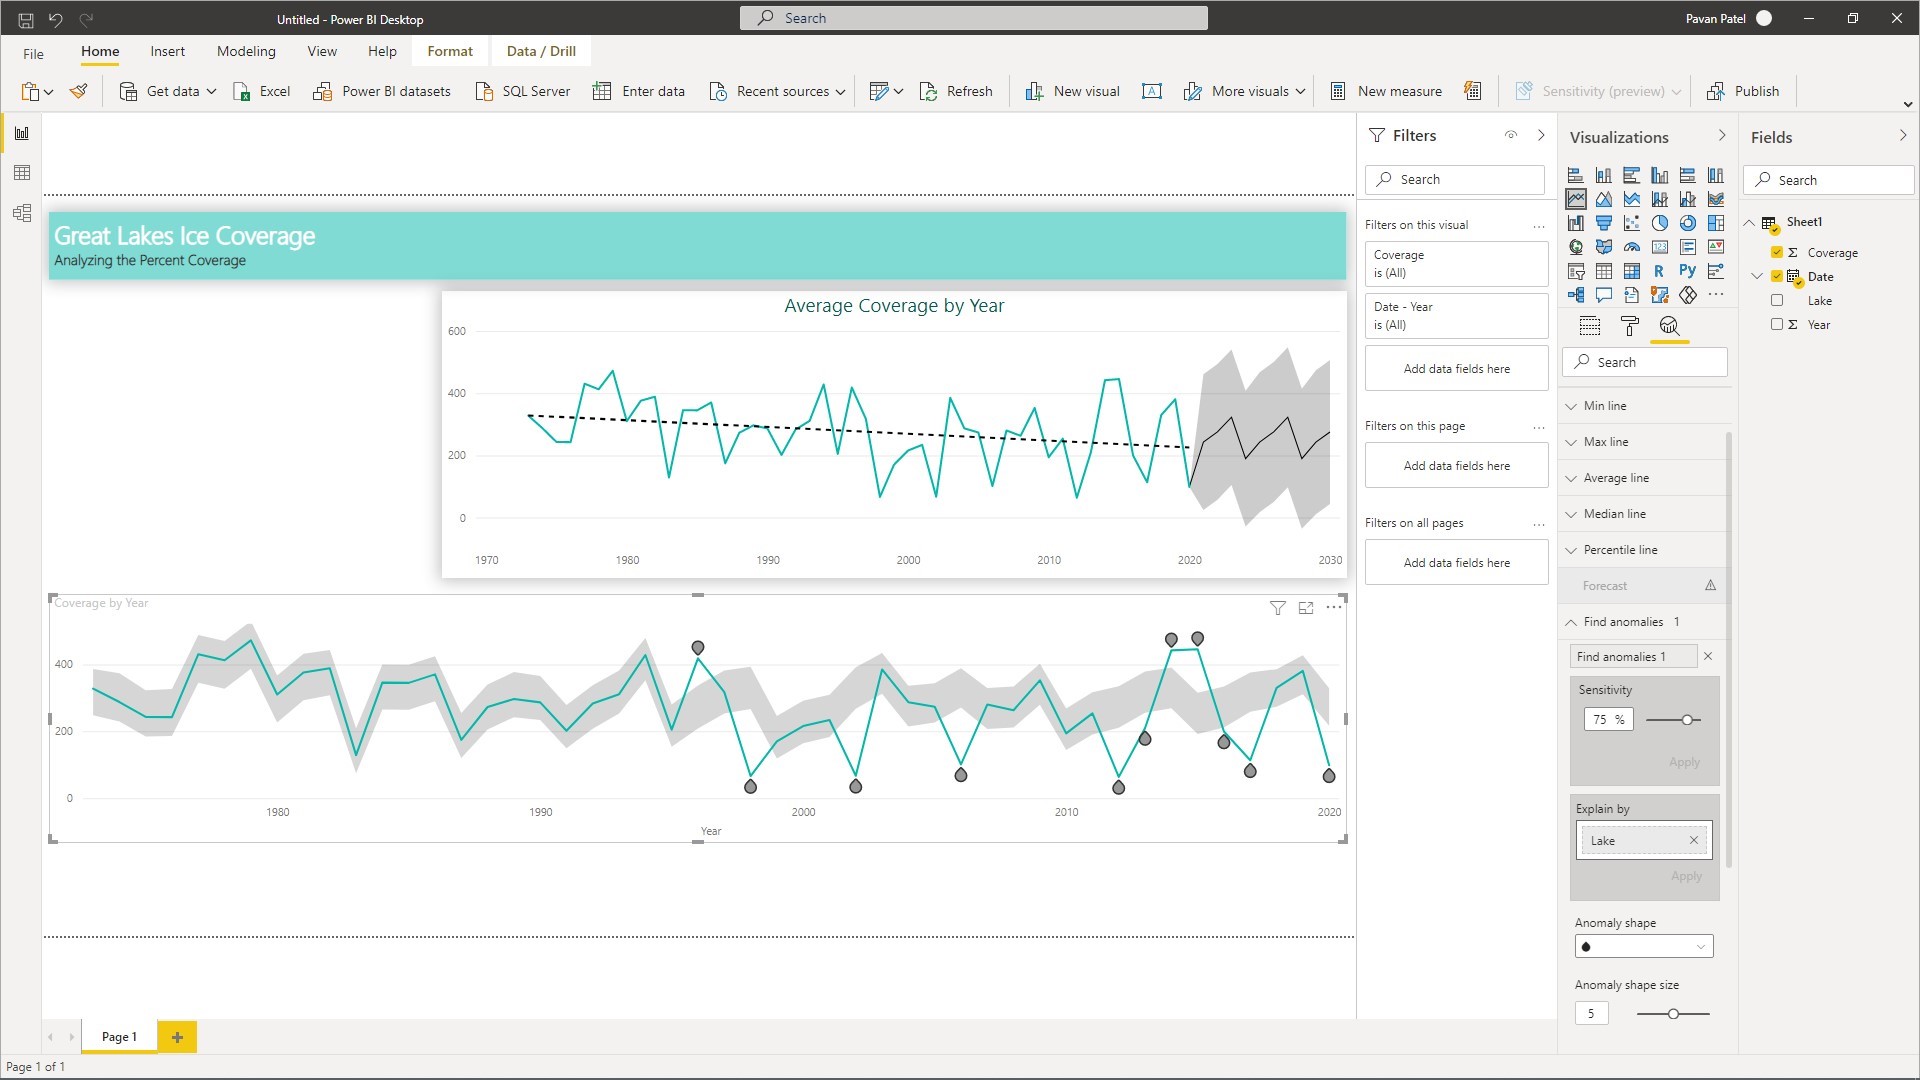 Untitled - Power BI Desktop
Search
Pavan Patel
File
Home
Insert
Modeling
View
Help
Format
Data / Drill
Get data
Excel
Power BI datasets
SQL Server
Enter data
Recent sources
Refresh
New visual
More visuals
New measure
Sensitivity (preview)
Publish
Great Lakes Ice Coverage
Analyzing the Percent Coverage
Average Coverage by Year
600
400
200
0
1970
1980
1990
2000
2010
2020
2030
Coverage by Year
400
200
0
1980
1990
2000
2010
2020
Year
Filters
Search
Filters on this visual
...
Coverage
is (All)
Date - Year
is (All)
Add data fields here
Filters on this page
...
Add data fields here
Filters on all pages
...
Add data fields here
Visualizations
R
Py
123
...
Search
Min line
Max line
Average line
Median line
Percentile line
Forecast
Find anomalies 1
Find anomalies 1
Sensitivity
75 %
Apply
Explain by
Lake
Apply
Anomaly shape
Anomaly shape size
5
Fields
Search
Sheet1
Σ Coverage
Date
Lake
Σ Year
Page 1
Page 1 of 1